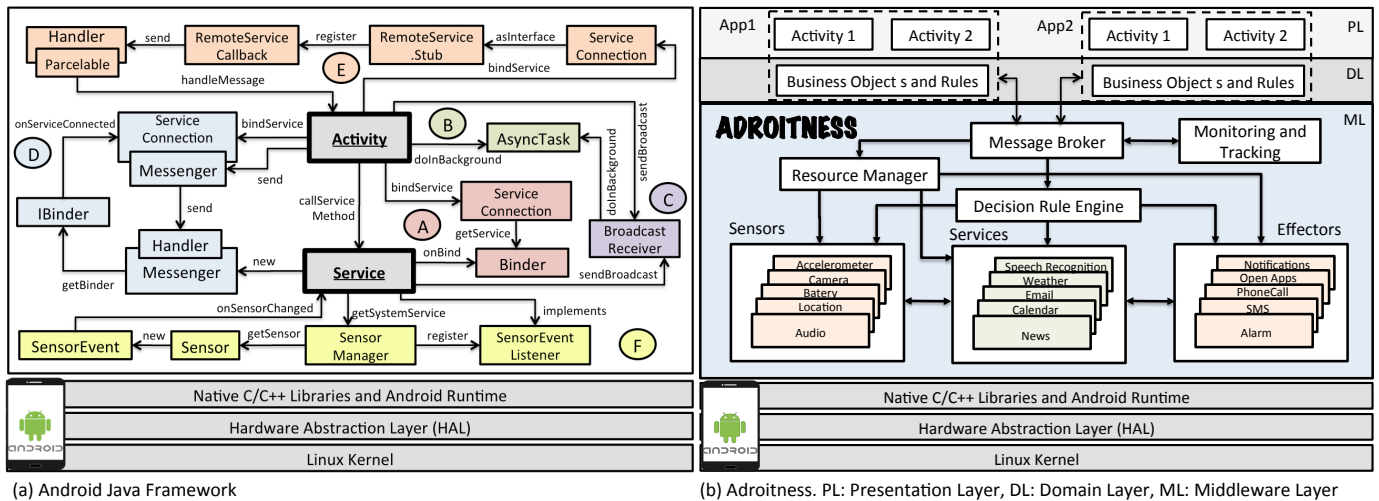 Handler
Parcelable
send
RemoteService
Callback
register
RemoteService
.Stub
asInterface
Service
Connection
handleMessage
E
bindService
onServiceConnected
Service
Connection
bindService
Activity
B
AsyncTask
doInBackground
sendBroadcast
doInBackground
D
Messenger
send
bindService
Service
Connection
C
IBinder
send
callService
Method
A
getService
Broadcast
Receiver
Handler
Messenger
new
Service
onBind
Binder
sendBroadcast
getBinder
onSensorChanged
getSystemService
implements
SensorEvent
new
Sensor
getSensor
Sensor
Manager
register
SensorEvent
Listener
F
Native C/C++ Libraries and Android Runtime
Hardware Abstraction Layer (HAL)
Linux Kernel
ANDROID
(a) Android Java Framework
App1
Activity 1
Activity 2
App2
Activity 1
Activity 2
PL
Business Object s and Rules
Business Object s and Rules
DL
ADROITNESS
ML
Message Broker
Monitoring and
Tracking
Resource Manager
Decision Rule Engine
Sensors
Services
Effectors
Accelerometer
Camera
Batery
Location
Audio
Speech Recognition
Weather
Email
Calendar
News
Notifications
Open Apps
PhoneCall
SMS
Alarm
Native C/C++ Libraries and Android Runtime
Hardware Abstraction Layer (HAL)
Linux Kernel
ANDROID
(b) Adroitness. PL: Presentation Layer, DL: Domain Layer, ML: Middleware Layer